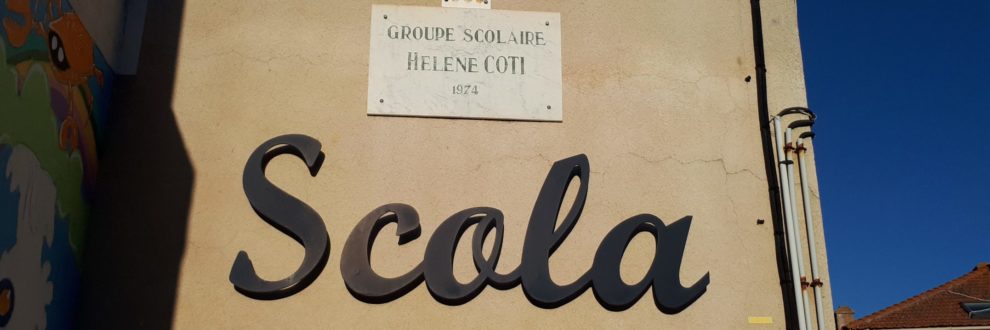 GROUPE SCOLAIRE
HELENE COTI
1974
Scola